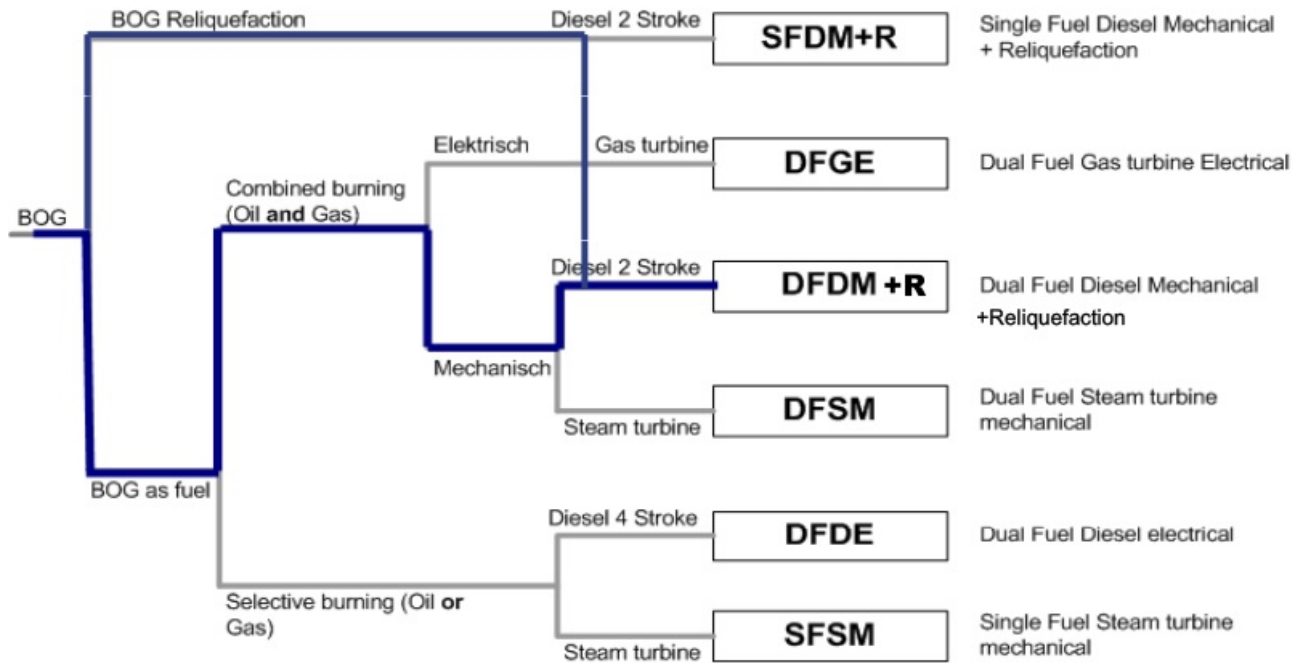 BOG Reliquefaction
Diesel 2 Stroke
SFDM+R
Single Fuel Diesel Mechanical
+ Reliquefaction
Elektrisch
Gas turbine
DFGE
Dual Fuel Gas turbine Electrical
Combined burning
(Oil and Gas)
BOG
Diesel 2 Stroke
DFDM +R
Dual Fuel Diesel Mechanical
+Reliquefaction
Mechanisch
Steam turbine
DFSM
Dual Fuel Steam turbine
mechanical
BOG as fuel
Diesel 4 Stroke
DFDE
Dual Fuel Diesel electrical
Selective burning (Oil or
Gas)
Steam turbine
SFSM
Single Fuel Steam turbine
mechanical